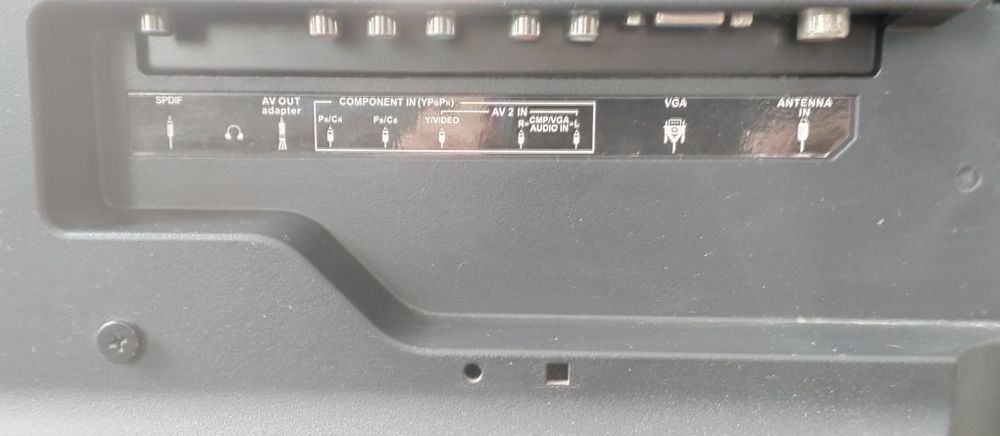 SPDIF
AV OUT
adapter
COMPONENT IN (YPBPR)
PR/CR
PB/CB
Y/VIDEO
AV 2 IN
R
CMP/VGA
AUDIO IN
L
VGA
ANTENNA
IN